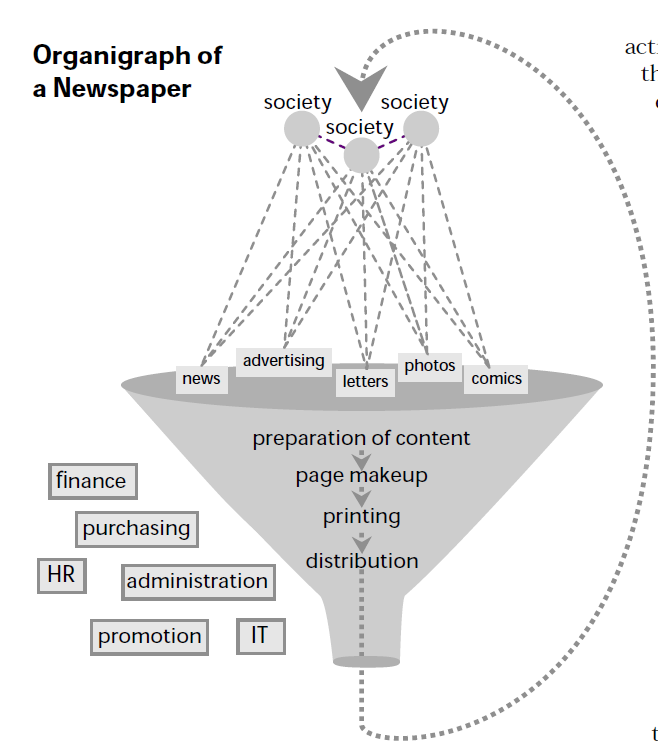 Organigraph of
a Newspaper
society
society
society
news
advertising
letters
photos
comics
preparation of content
page makeup
printing
distribution
finance
purchasing
HR
administration
promotion
IT